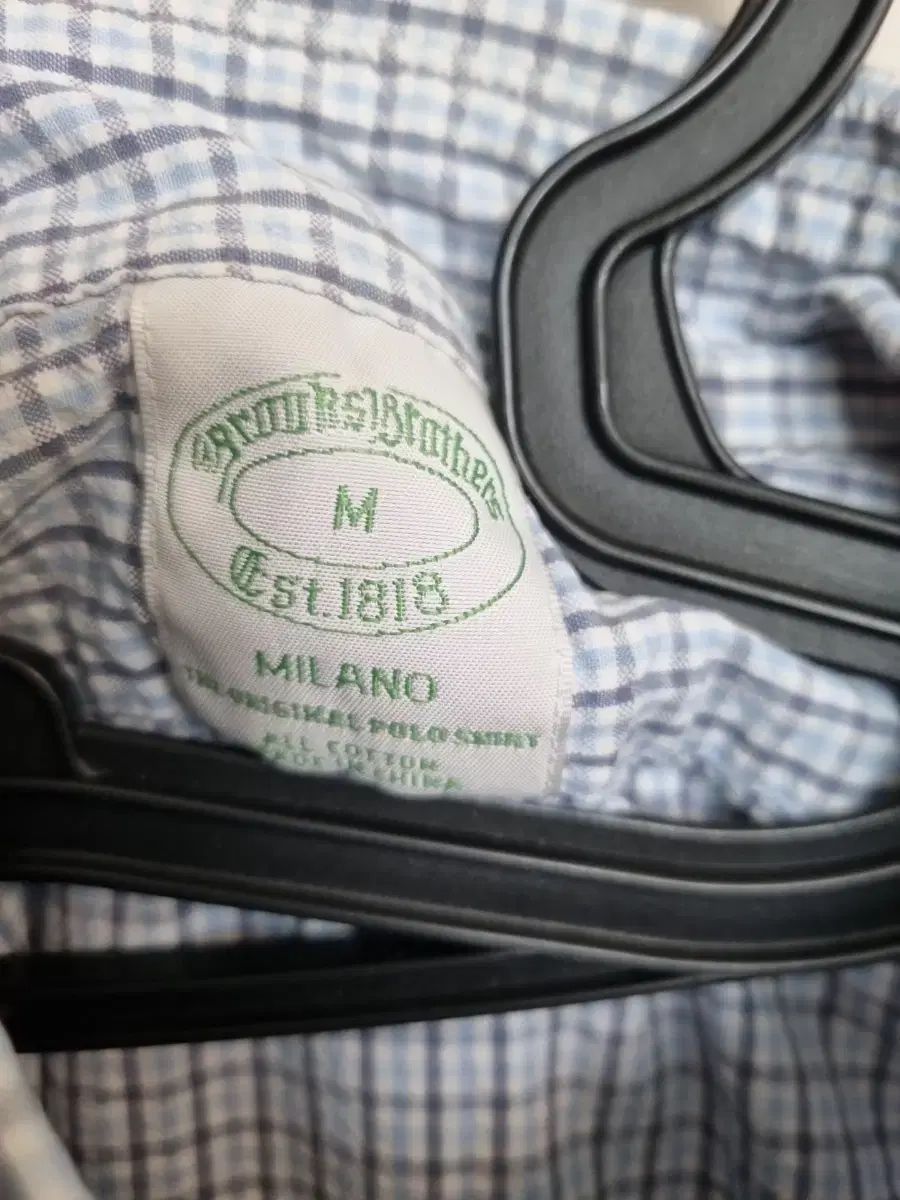 Brooks Brothers
M
Est. 1818
MILANO
THE ORIGINAL POLO SHIRT
ALL COTTON
MADE IN CHINA